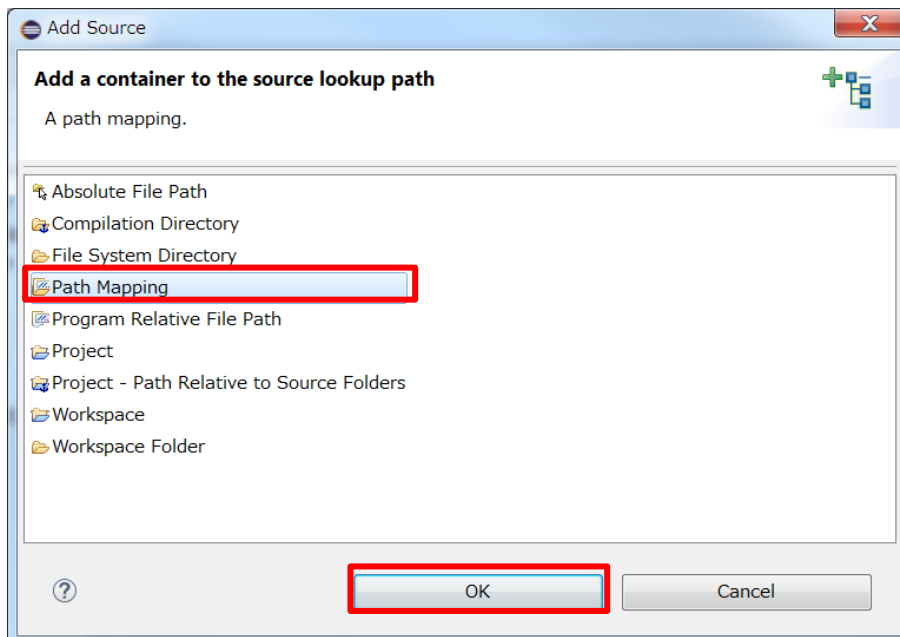 Add Source
Add a container to the source lookup path
A path mapping.
Absolute File Path
Compilation Directory
File System Directory
Path Mapping
Program Relative File Path
Project
Project - Path Relative to Source Folders
Workspace
Workspace Folder
OK
Cancel